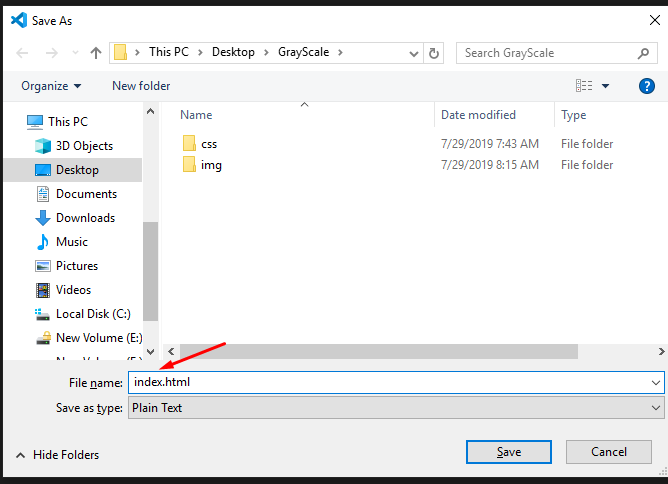 Save As
This PC > Desktop > GrayScale >
Search GrayScale
Organize
New folder
?
Name
Date modified
Type
This PC
3D Objects
Desktop
Documents
Downloads
Music
Pictures
Videos
Local Disk (C:)
New Volume (E:)
css 7/29/2019 7:43 AM File folder
img 7/29/2019 8:15 AM File folder
File name: index.html
Save as type: Plain Text
Hide Folders
Save
Cancel